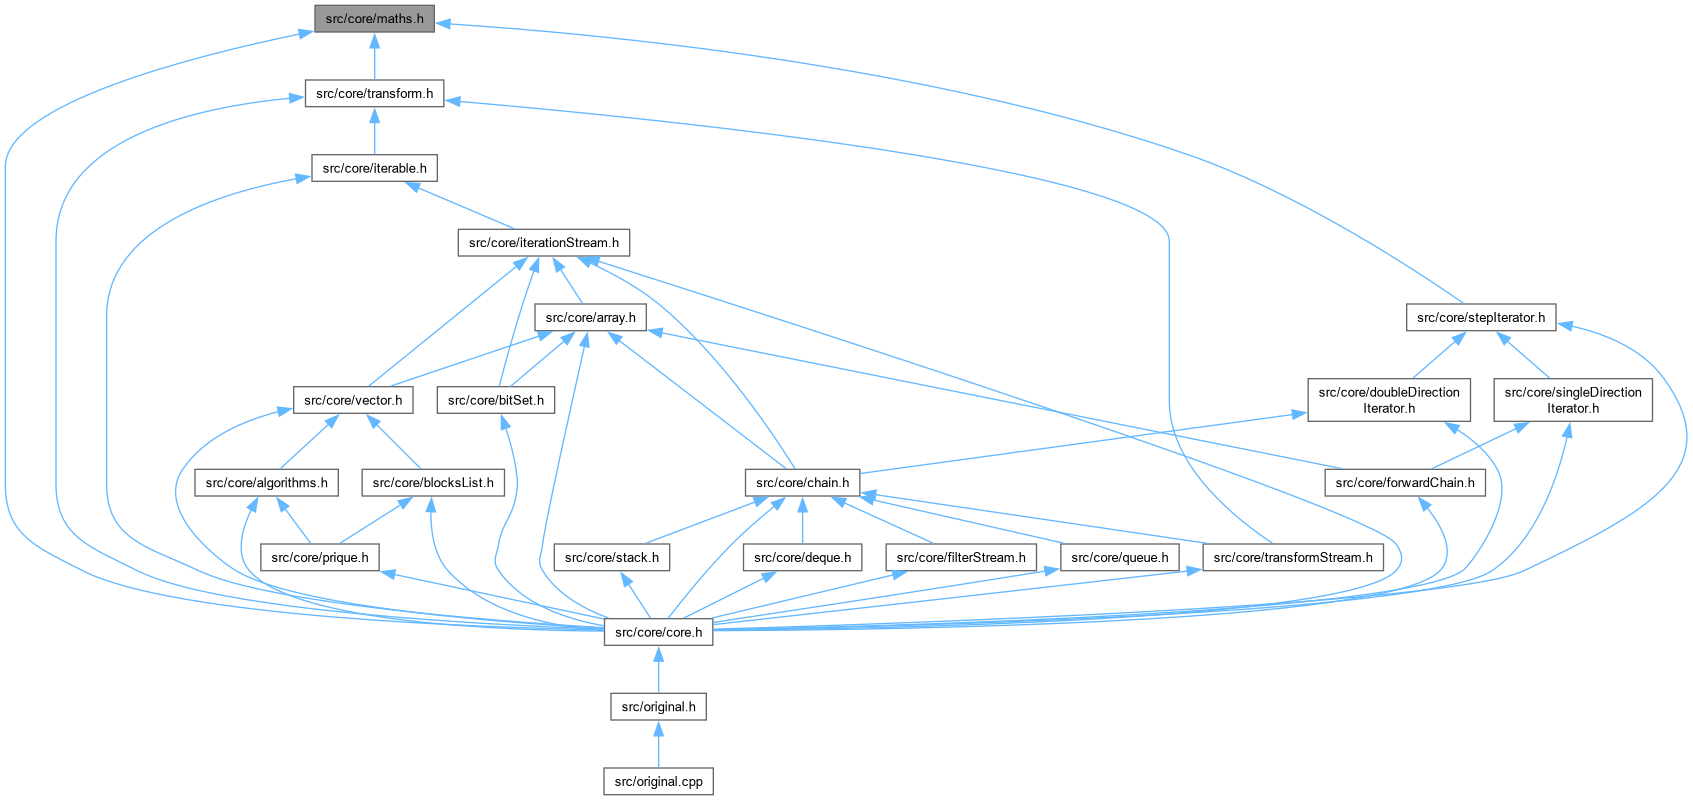 src/core/maths.h
src/core/transform.h
src/core/iterable.h
src/core/iterationStream.h
src/core/array.h
src/core/stepIterator.h
src/core/vector.h
src/core/bitSet.h
src/core/doubleDirection
Iterator.h
src/core/singleDirection
Iterator.h
src/core/algorithms.h
src/core/blocksList.h
src/core/chain.h
src/core/forwardChain.h
src/core/prique.h
src/core/stack.h
src/core/deque.h
src/core/filterStream.h
src/core/queue.h
src/core/transformStream.h
src/core/core.h
src/original.h
src/original.cpp